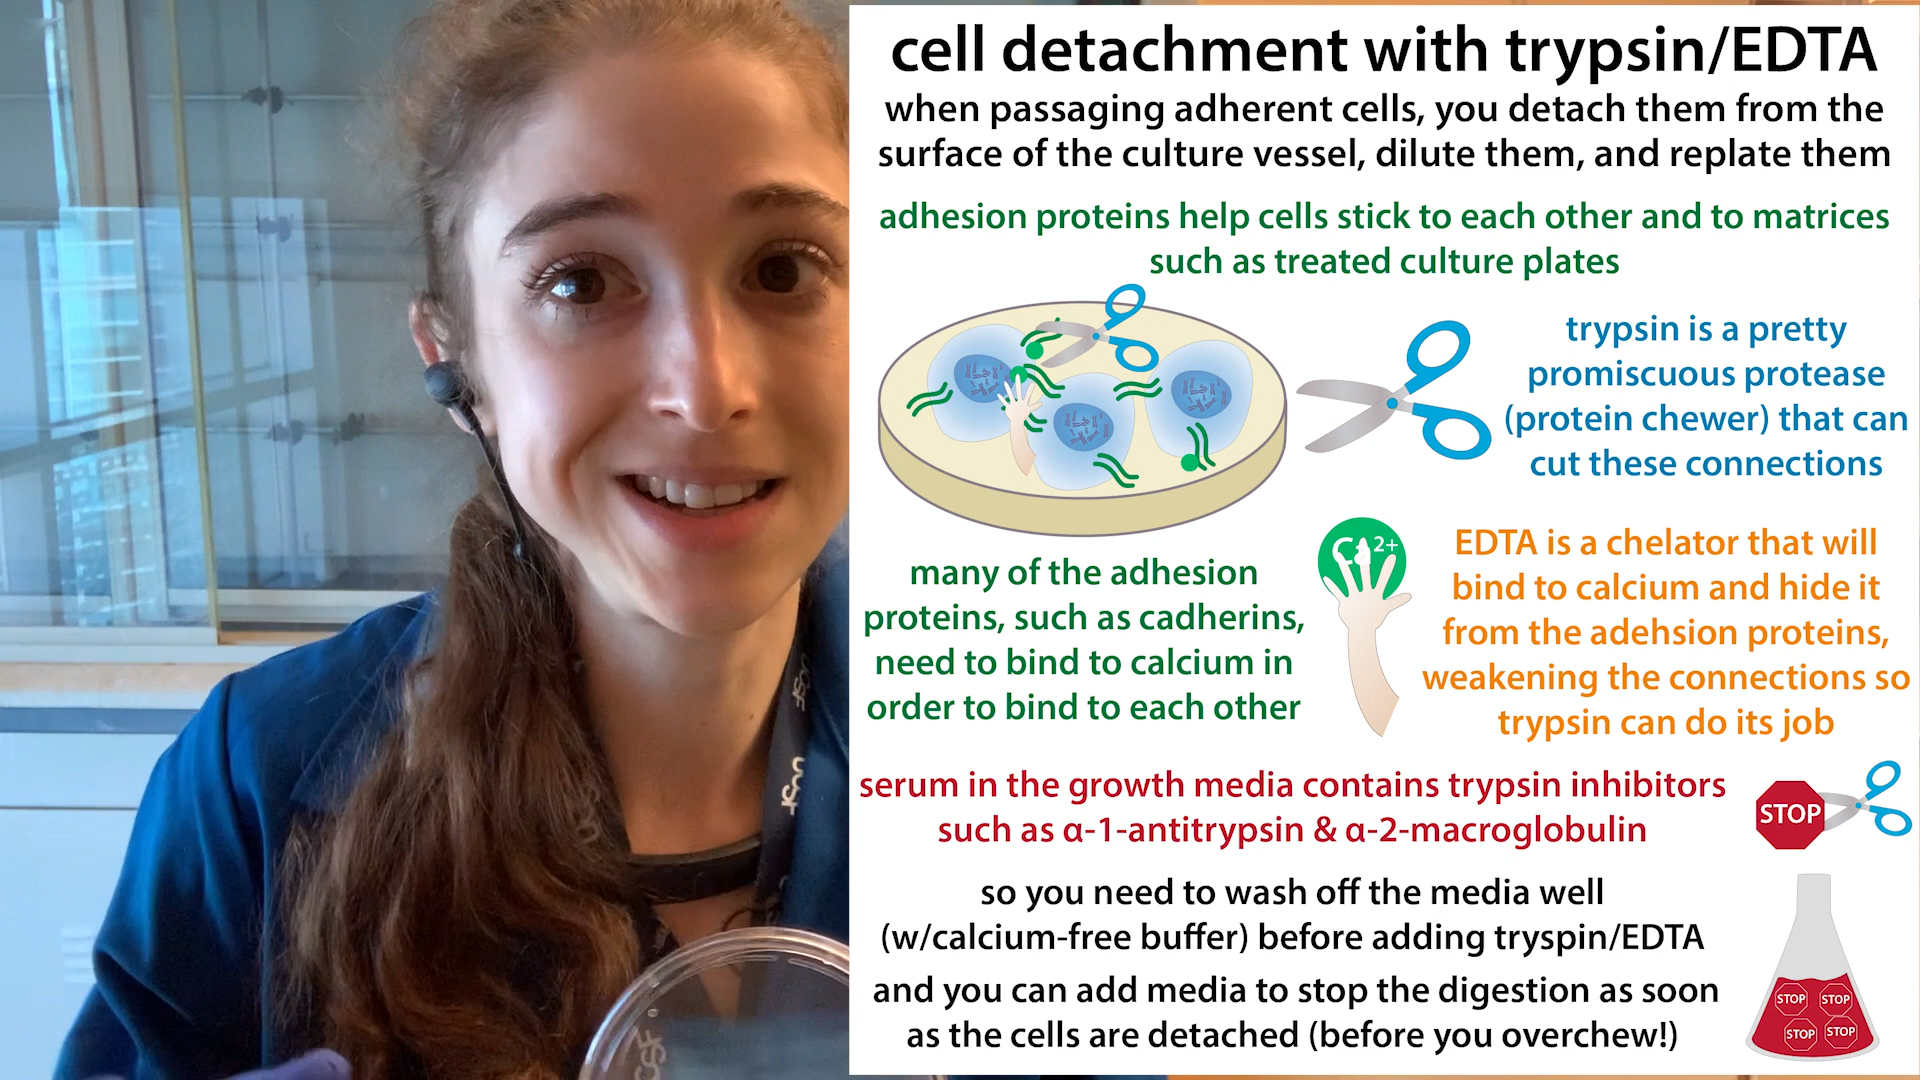 cell detachment with trypsin/EDTA
when passaging adherent cells, you detach them from the
surface of the culture vessel, dilute them, and replate them
adhesion proteins help cells stick to each other and to matrices
such as treated culture plates
trypsin is a pretty
promiscuous protease
(protein chewer) that can
cut these connections
many of the adhesion
proteins, such as cadherins,
need to bind to calcium in
order to bind to each other
Ca2+
EDTA is a chelator that will
bind to calcium and hide it
from the adehsion proteins,
weakening the connections so
trypsin can do its job
serum in the growth media contains trypsin inhibitors
such as α-1-antitrypsin & α-2-macroglobulin
STOP
so you need to wash off the media well
(w/calcium-free buffer) before adding tryspin/EDTA
and you can add media to stop the digestion as soon
as the cells are detached (before you overchew!)
STOP STOP
STOP STOP